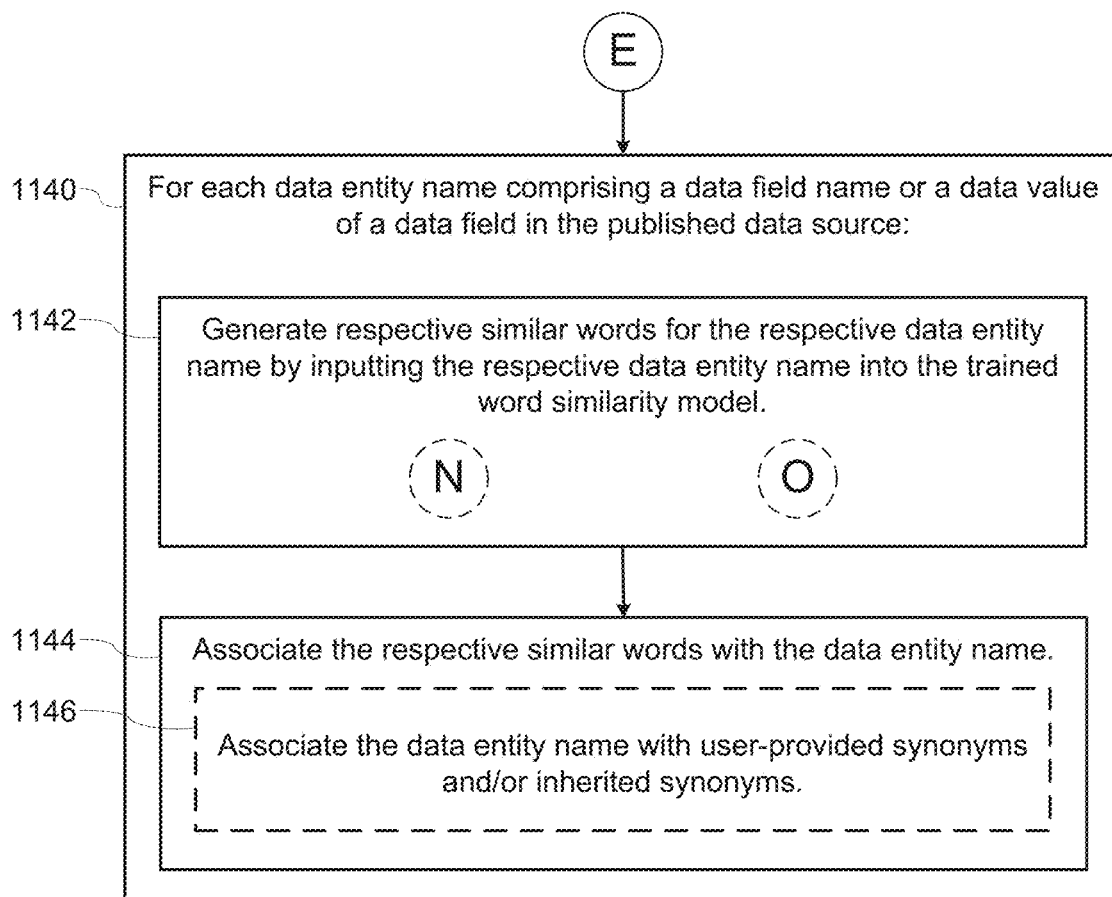 E
1140
For each data entity name comprising a data field name or a data value
of a data field in the published data source:
1142
Generate respective similar words for the respective data entity
name by inputting the respective data entity name into the trained
word similarity model.
N O
1144
Associate the respective similar words with the data entity name.
1146
Associate the data entity name with user-provided synonyms
and/or inherited synonyms.